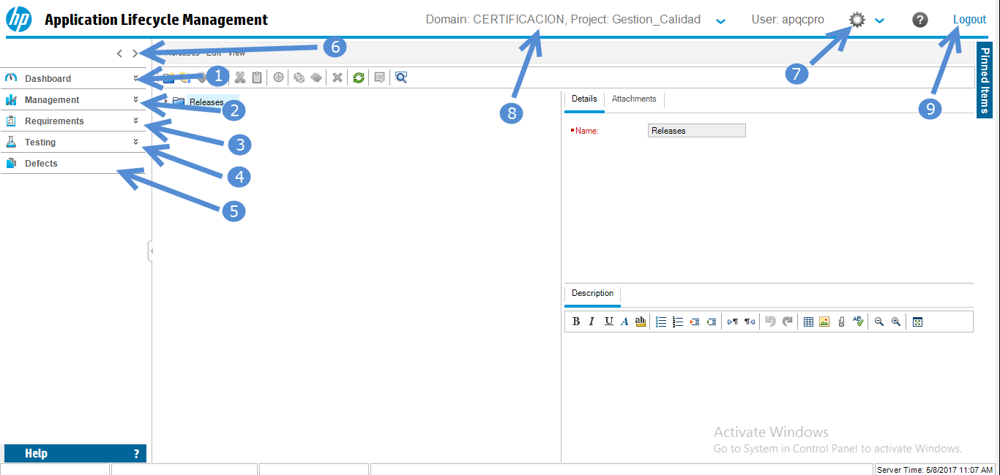 hp Application Lifecycle Management
Domain: CERTIFICACION, Project: Gestion_Calidad
User: apqcpro
? Logout
Releases Edit View
6
Pinned Items
7
8
9
Dashboard
1
Management
2
Requirements
3
Testing
4
Defects
5
Releases
Details Attachments
Name: Releases
Description
B I U A ab
Activate Windows
Go to System in Control Panel to activate Windows.
Help ?
Server Time: 5/8/2017 11:07 AM